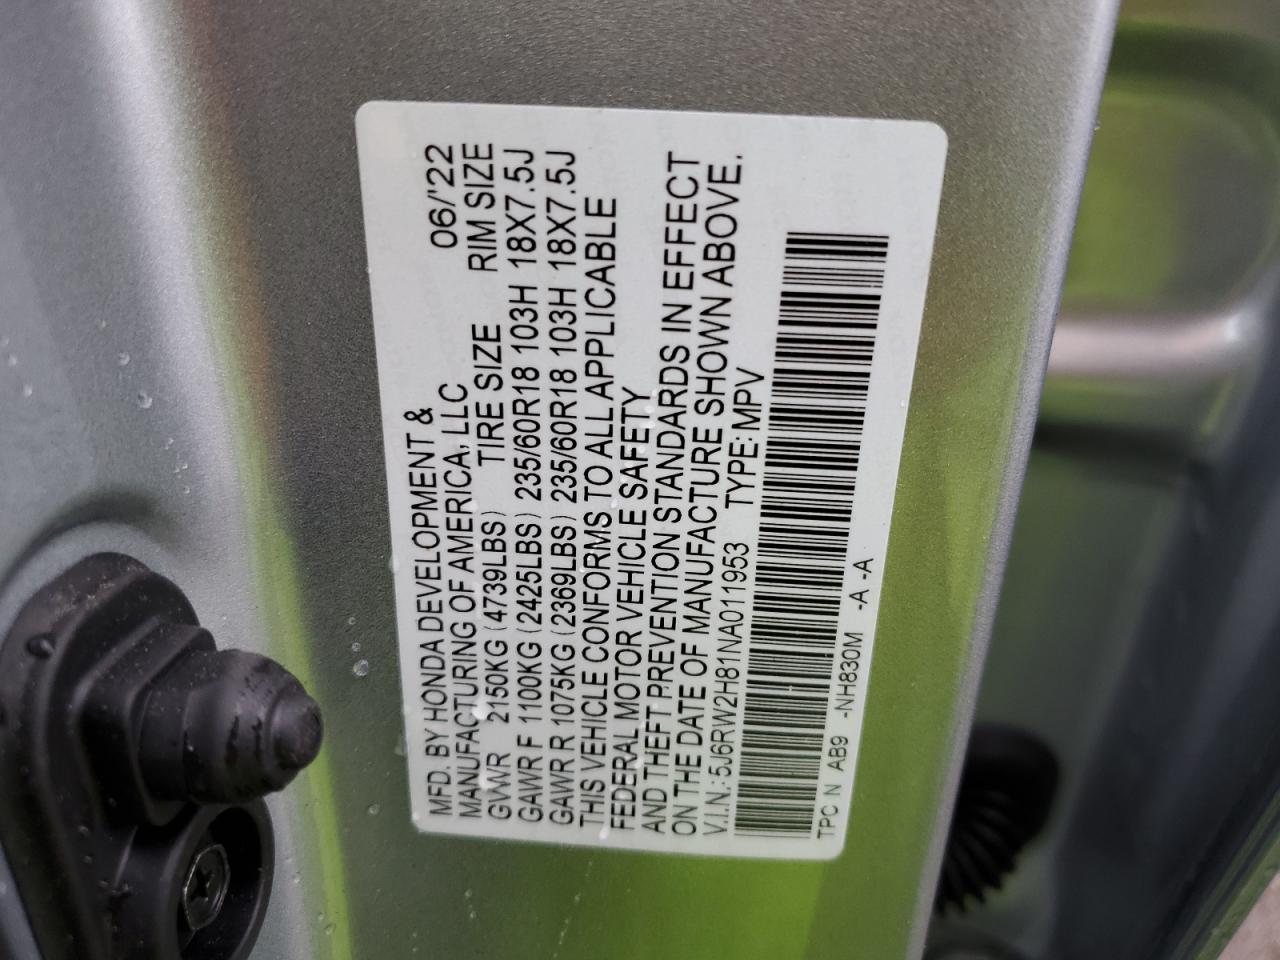 MFD. BY HONDA DEVELOPMENT &
MANUFACTURING OF AMERICA, LLC 06/'22
GVWR 2150KG (4739LBS) TIRE SIZE RIM SIZE
GAWR F 1100KG (2425LBS) 235/60R18 103H 18X7.5J
GAWR R 1075KG (2369LBS) 235/60R18 103H 18X7.5J
THIS VEHICLE CONFORMS TO ALL APPLICABLE
FEDERAL MOTOR VEHICLE SAFETY
AND THEFT PREVENTION STANDARDS IN EFFECT
ON THE DATE OF MANUFACTURE SHOWN ABOVE.
V.I.N.: 5J6RW2H81NA011953 TYPE: MPV
TPC N AB9 -NH830M -A -A